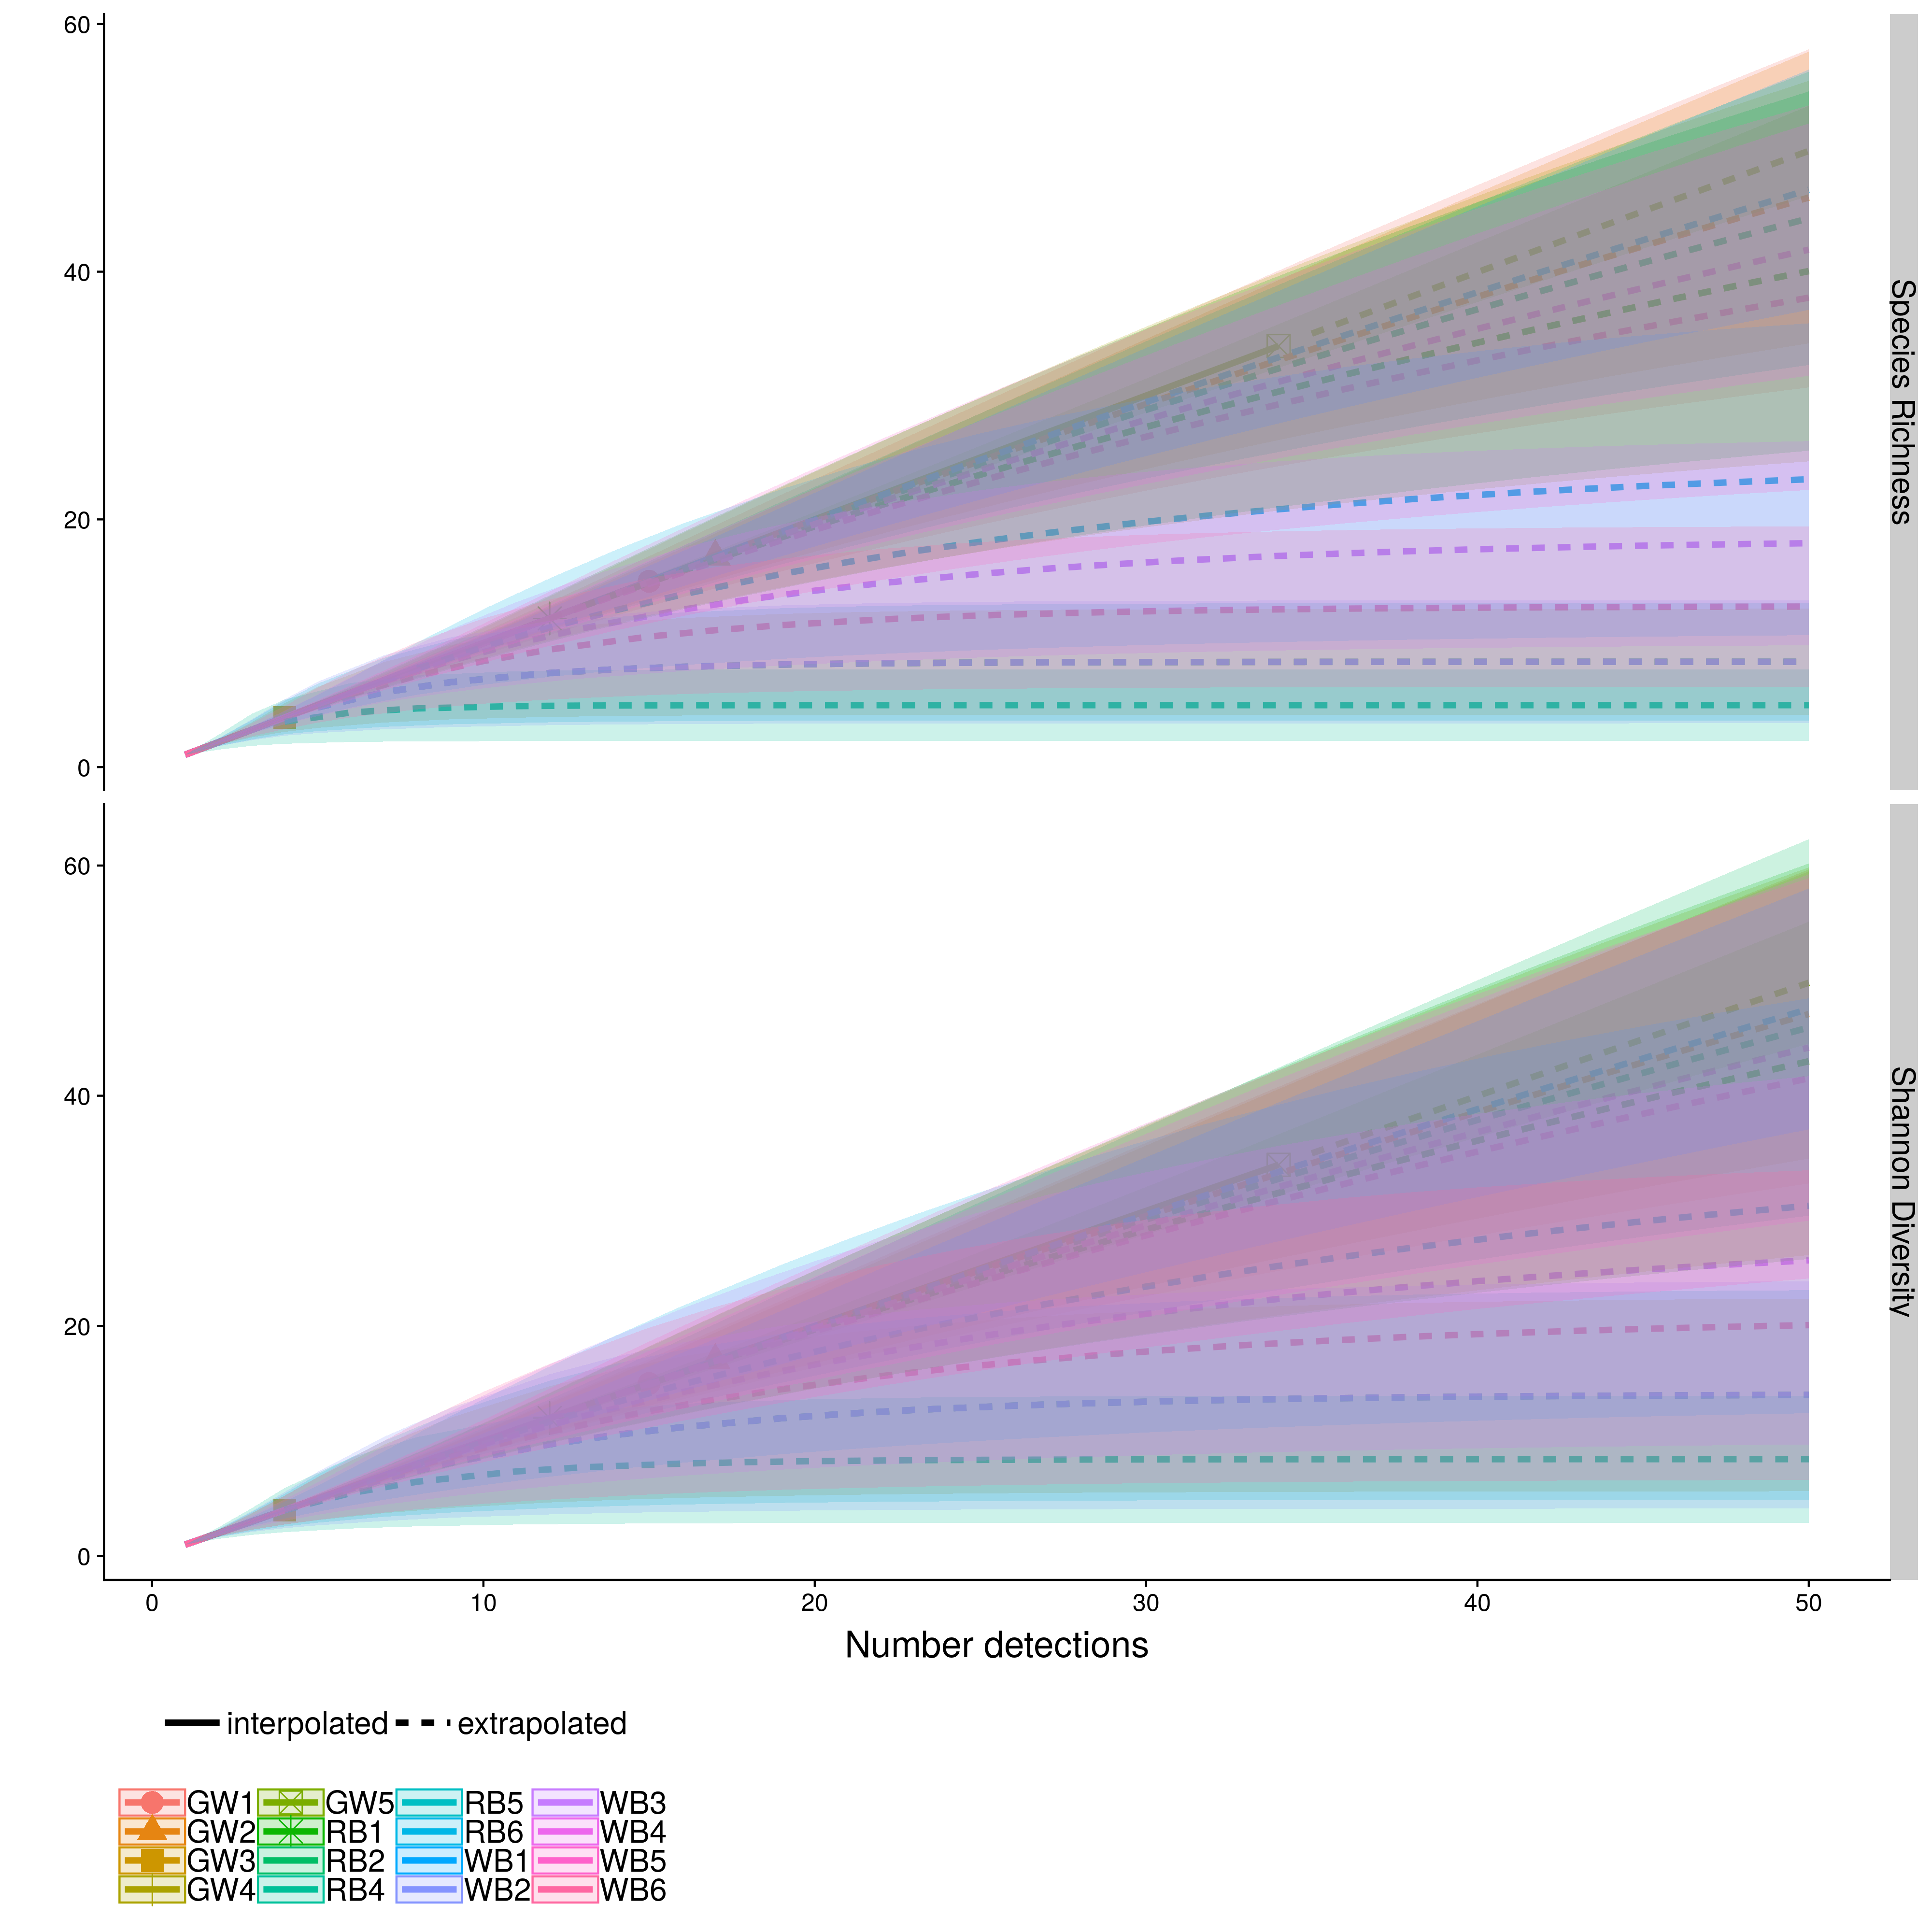 60
40
20
0
Species Richness
60
40
20
0
Shannon Diversity
0 10 20 30 40 50
Number detections
interpolated extrapolated
GW1 GW5 RB5 WB3
GW2 RB1 RB6 WB4
GW3 RB2 WB1 WB5
GW4 RB4 WB2 WB6